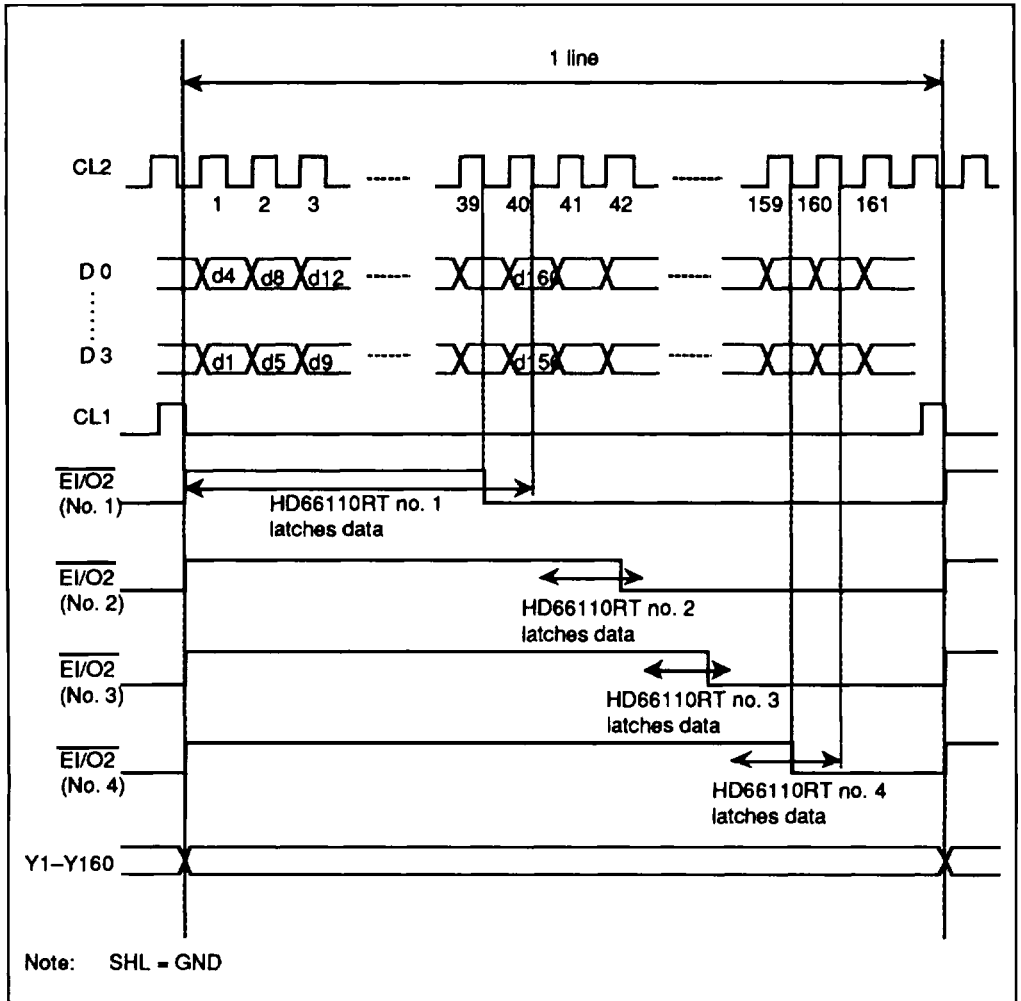 1 line
CL2
1 2 3 39 40 41 42 159 160 161
D 0
d4 d8 d12 d160
D 3
d1 d5 d9 d156
CL1
EI/O2
(No. 1)
HD66110RT no. 1
latches data
EI/O2
(No. 2)
HD66110RT no. 2
latches data
EI/O2
(No. 3)
HD66110RT no. 3
latches data
EI/O2
(No. 4)
HD66110RT no. 4
latches data
Y1–Y160
Note: SHL = GND